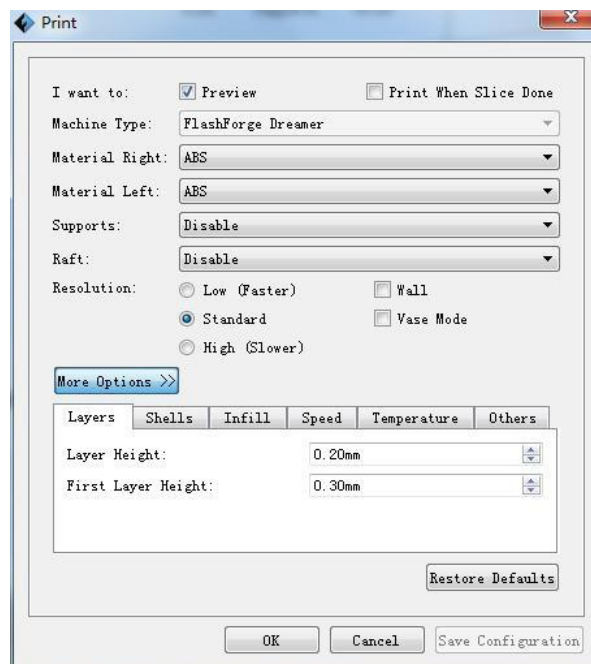 Print
I want to: Preview Print When Slice Done
Machine Type: FlashForge Dreamer
Material Right: ABS
Material Left: ABS
Supports: Disable
Raft: Disable
Resolution: Low (Faster) Wall
Standard Vase Mode
High (Slower)
More Options >>
Layers Shells Infill Speed Temperature Others
Layer Height: 0.20mm
First Layer Height: 0.30mm
Restore Defaults
OK Cancel Save Configuration